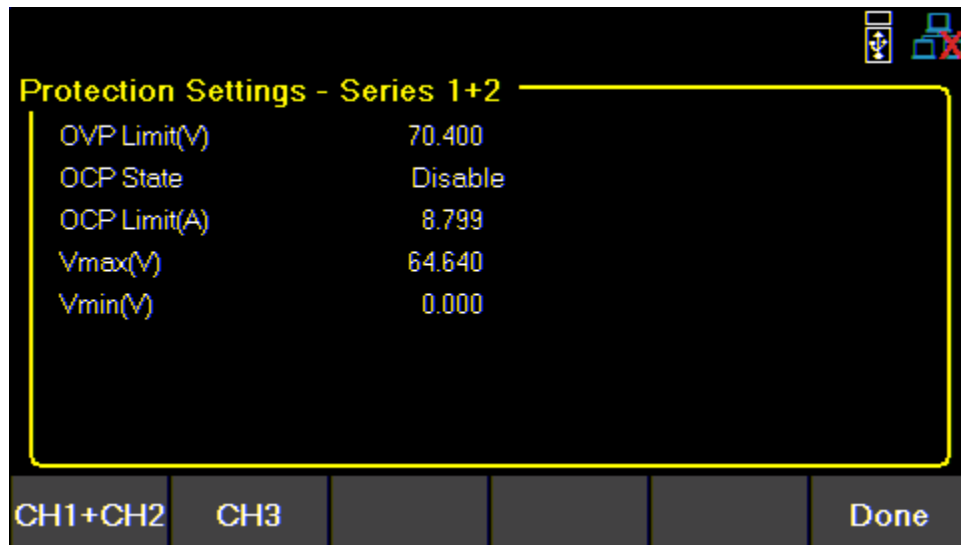 Protection Settings - Series 1+2
OVP Limit(V) 70.400
OCP State Disable
OCP Limit(A) 8.799
Vmax(V) 64.640
Vmin(V) 0.000
CH1+CH2 CH3 Done